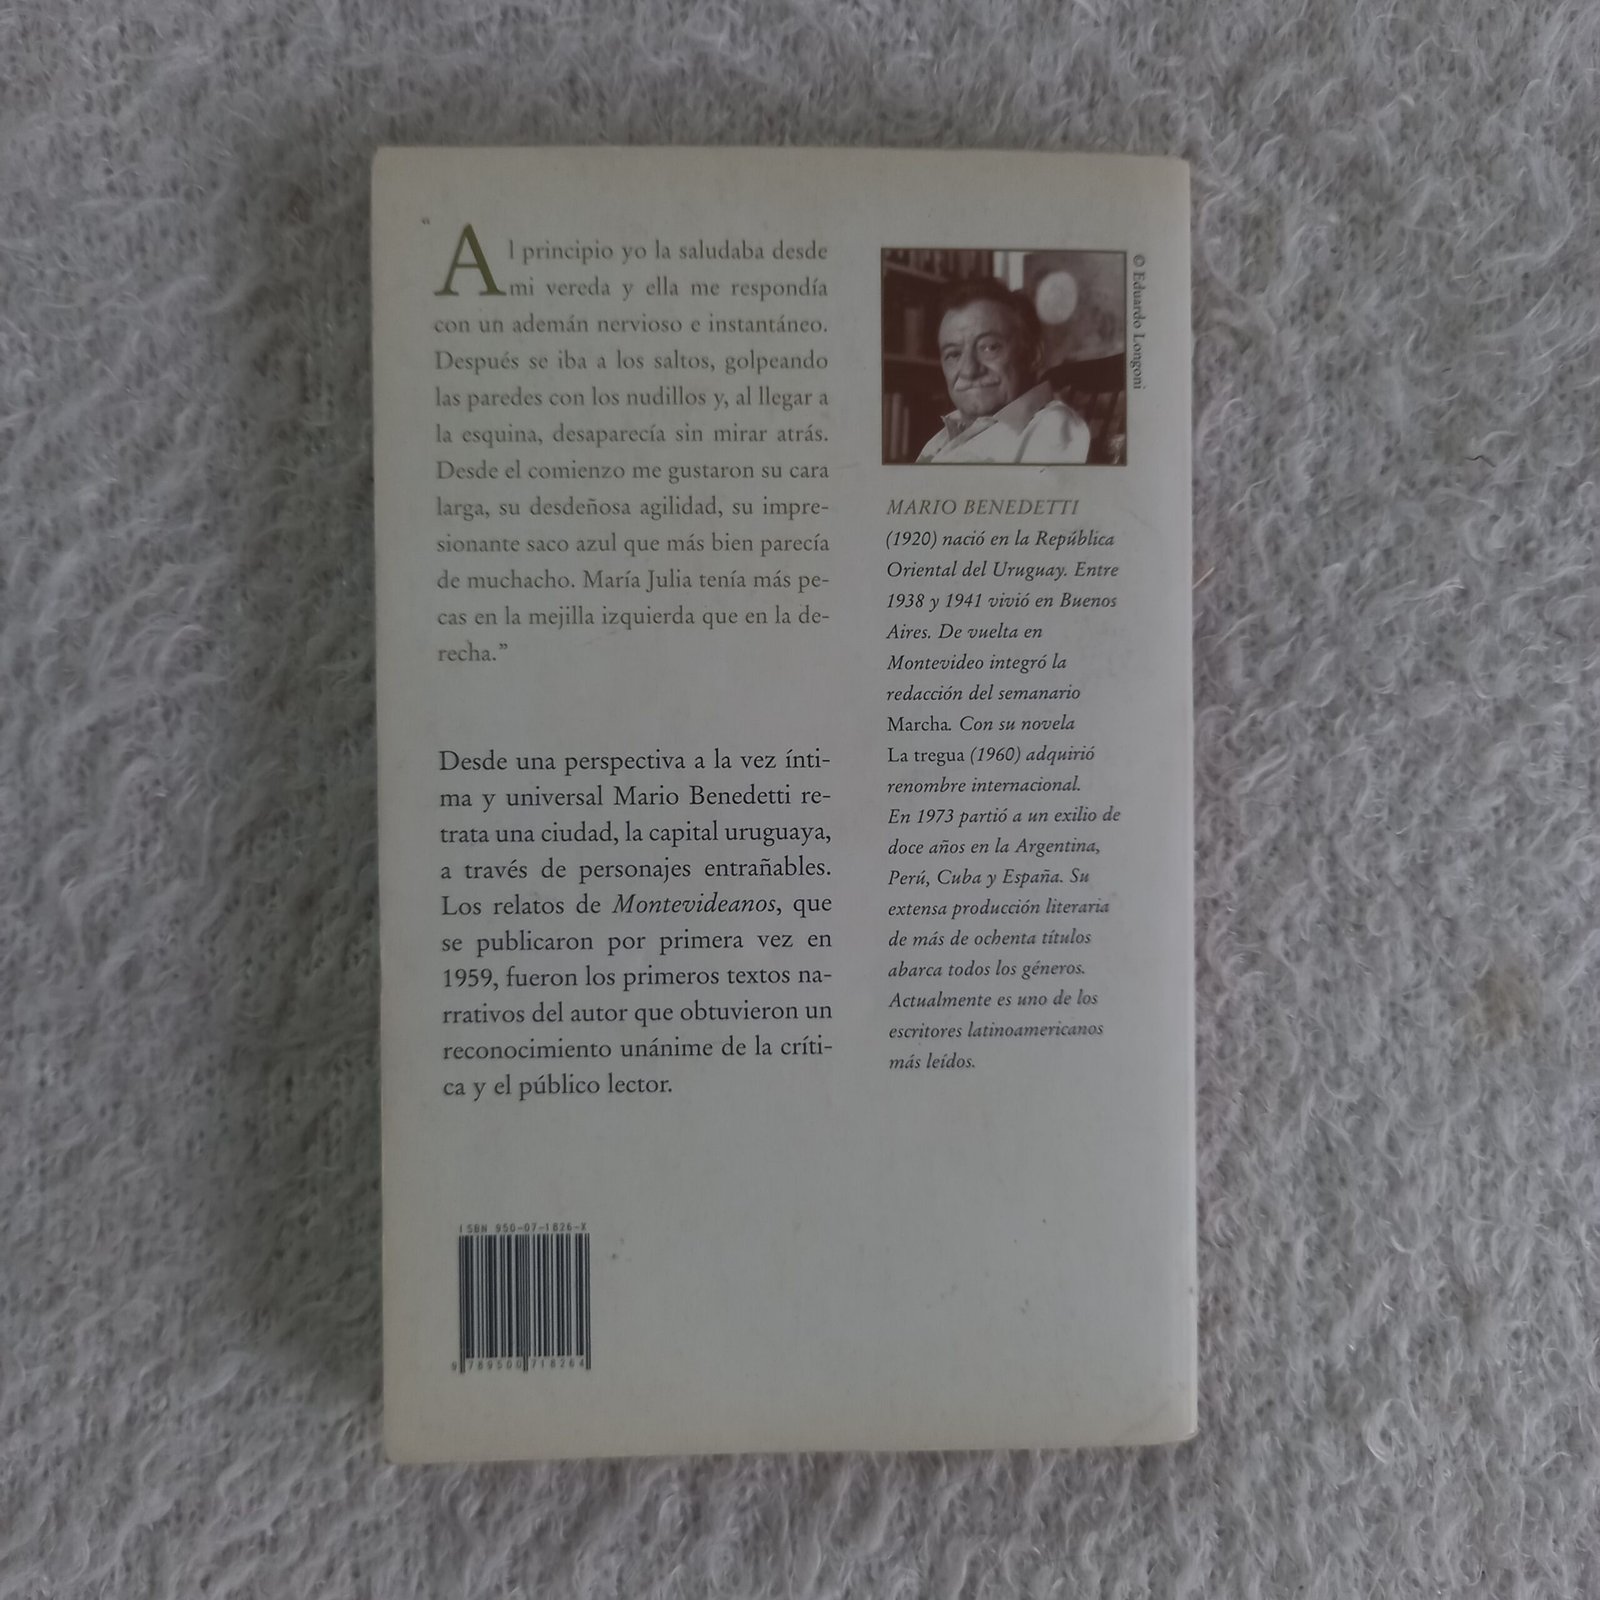 “Al principio yo la saludaba desde
mi vereda y ella me respondía
con un ademán nervioso e instantáneo.
Después se iba a los saltos, golpeando
las paredes con los nudillos y, al llegar a
la esquina, desaparecía sin mirar atrás.
Desde el comienzo me gustaron su cara
larga, su desdeñosa agilidad, su impre-
sionante saco azul que más bien parecía
de muchacho. María Julia tenía más pe-
cas en la mejilla izquierda que en la de-
recha.”
Desde una perspectiva a la vez ínti-
ma y universal Mario Benedetti re-
trata una ciudad, la capital uruguaya,
a través de personajes entrañables.
Los relatos de Montevideanos, que
se publicaron por primera vez en
1959, fueron los primeros textos na-
rrativos del autor que obtuvieron un
reconocimiento unánime de la críti-
ca y el público lector.
© Eduardo Longoni
MARIO BENEDETTI
(1920) nació en la República
Oriental del Uruguay. Entre
1938 y 1941 vivió en Buenos
Aires. De vuelta en
Montevideo integró la
redacción del semanario
Marcha. Con su novela
La tregua (1960) adquirió
renombre internacional.
En 1973 partió a un exilio de
doce años en la Argentina,
Perú, Cuba y España. Su
extensa producción literaria
de más de ochenta títulos
abarca todos los géneros.
Actualmente es uno de los
escritores latinoamericanos
más leídos.
ISBN 950-07-1826-X
9 789500 718264